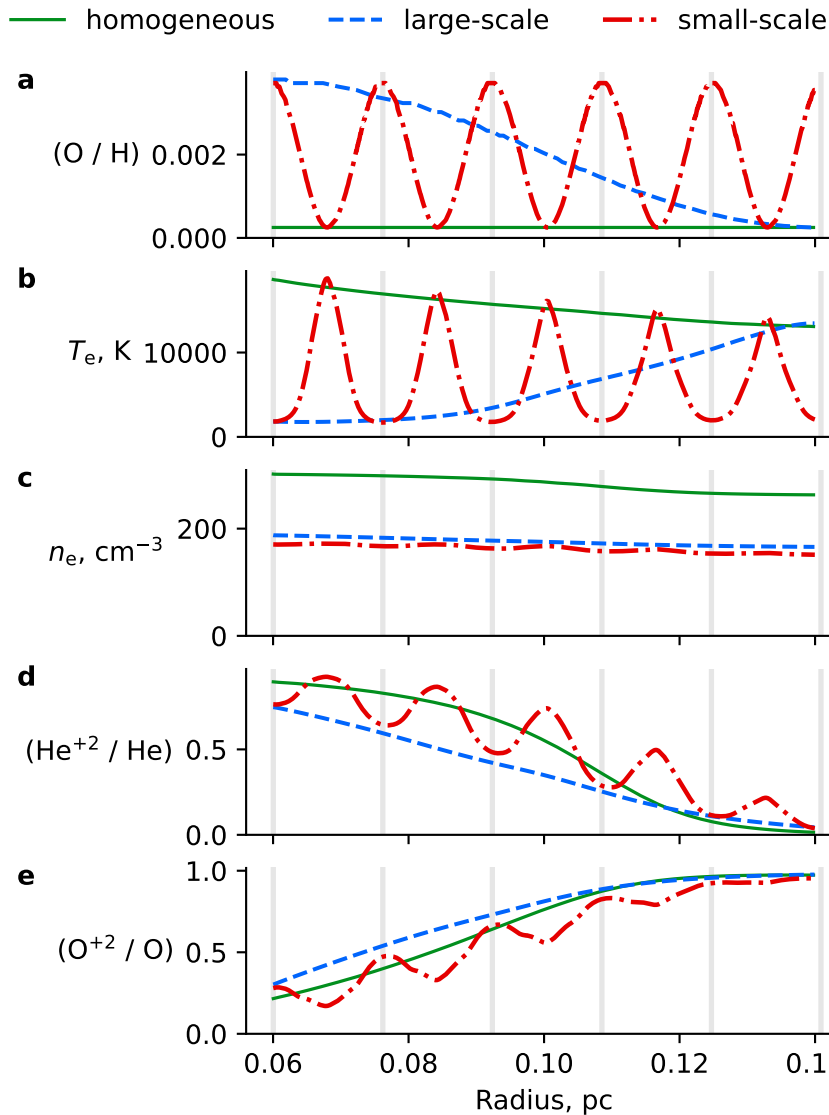 homogeneous large-scale small-scale
a
(O / H)
0.002
0.000
b
Tₑ, K
10000
0
c
nₑ, cm⁻³
200
0
d
(He⁺² / He)
0.5
0.0
e
(O⁺² / O)
1.0
0.5
0.0
0.06 0.08 0.10 0.12 0.1
Radius, pc